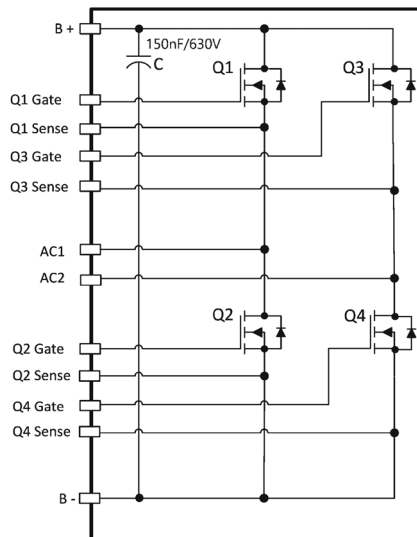 B +
150nF/630V
C
Q1
Q3
Q1 Gate
Q1 Sense
Q3 Gate
Q3 Sense
AC1
AC2
Q2
Q4
Q2 Gate
Q2 Sense
Q4 Gate
Q4 Sense
B -